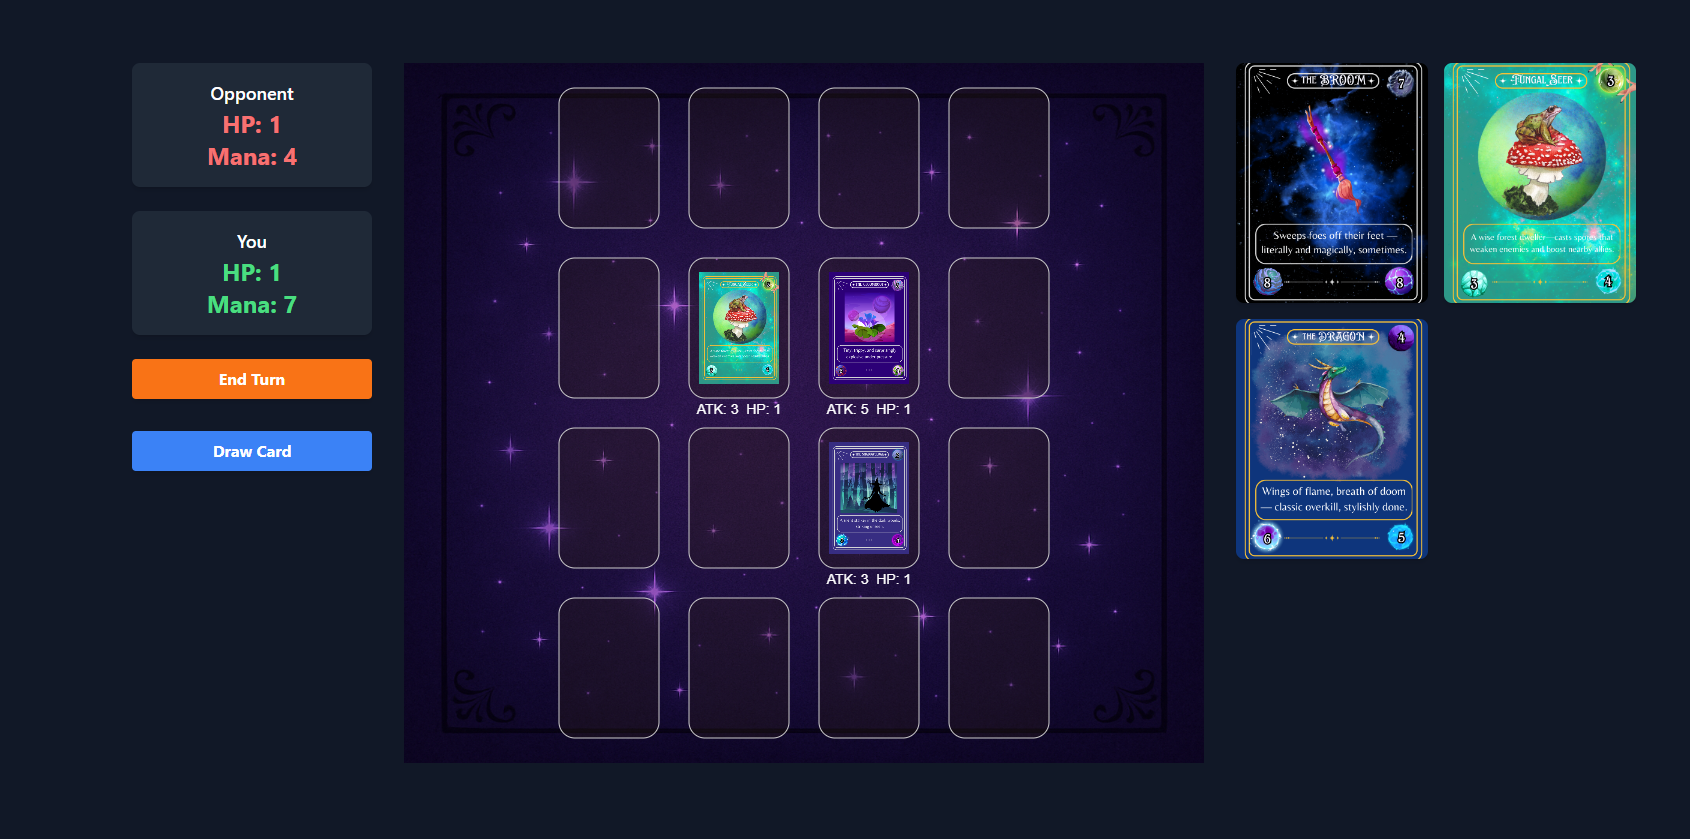 Opponent
HP: 1
Mana: 4
You
HP: 1
Mana: 7
End Turn
Draw Card
ATK: 3 HP: 1
ATK: 5 HP: 1
ATK: 3 HP: 1
THE BROOM
7
Sweeps foes off their feet —
literally and magically, sometimes.
8
8
FUNGAL SEER
3
A wise forest dweller—casts spores that
weaken enemies and boost nearby allies.
4
THE DRAGON
4
Wings of flame, breath of doom
— classic overkill, stylishly done.
6
5